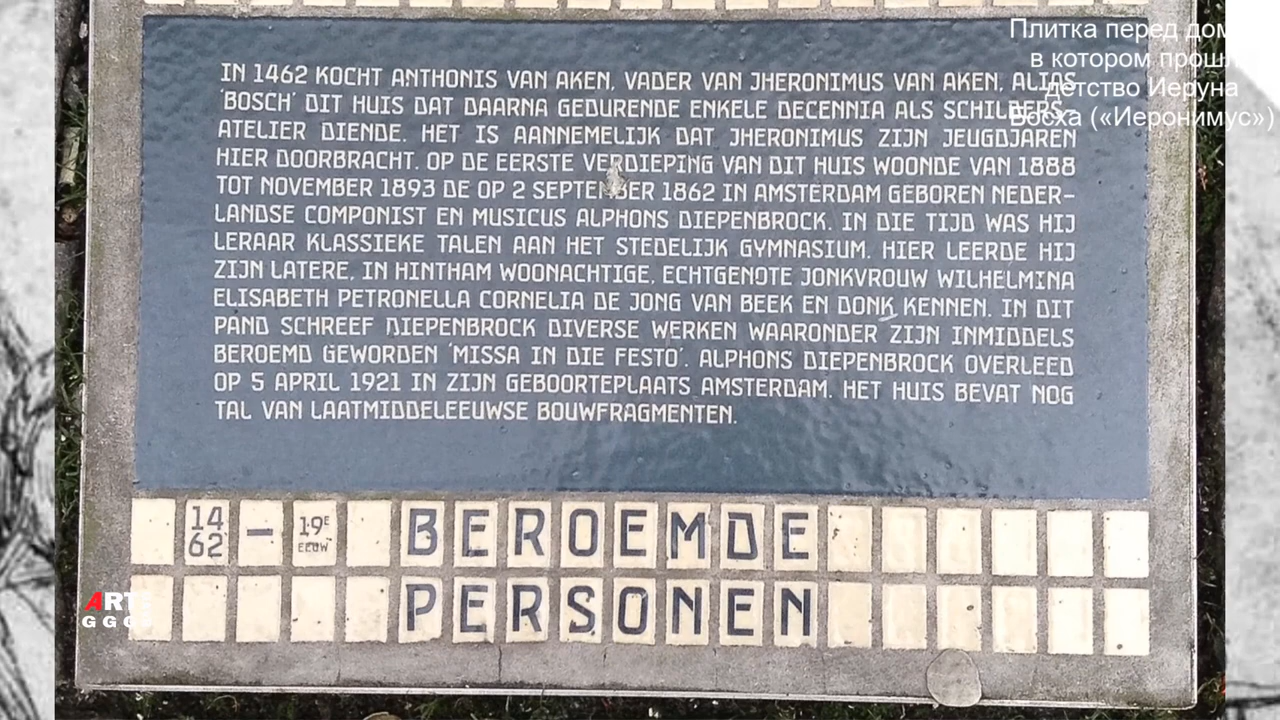 Плитка перед дом
в котором прошл
детство Иеруна
Босха («Иеронимус»)
IN 1462 KOCHT ANTHONIS VAN AKEN, VADER VAN JHERONIMUS VAN AKEN, ALIAS
'BOSCH' DIT HUIS DAT DAARNA GEDURENDE ENKELE DECENNIA ALS SCHILDERS-
ATELIER DIENDE. HET IS AANNEMELIJK DAT JHERONIMUS ZIJN JEUGDJAREN
HIER DOORBRACHT. OP DE EERSTE VERDIEPING VAN DIT HUIS WOONDE VAN 1888
TOT NOVEMBER 1893 DE OP 2 SEPTEMBER 1862 IN AMSTERDAM GEBOREN NEDER-
LANDSE COMPONIST EN MUSICUS ALPHONS DIEPENBROCK. IN DIE TIJD WAS HIJ
LERAAR KLASSIEKE TALEN AAN HET STEDELIJK GYMNASIUM. HIER LEERDE HIJ
ZIJN LATERE, IN HINTHAM WOONACHTIGE, ECHTGENOTE JONKVROUW WILHELMINA
ELISABETH PETRONELLA CORNELIA DE JONG VAN BEEK EN DONK KENNEN. IN DIT
PAND SCHREEF DIEPENBROCK DIVERSE WERKEN WAARONDER ZIJN INMIDDELS
BEROEMD GEWORDEN 'MISSA IN DIE FESTO'. ALPHONS DIEPENBROCK OVERLEED
OP 5 APRIL 1921 IN ZIJN GEBOORTEPLAATS AMSTERDAM. HET HUIS BEVAT NOG
TAL VAN LAATMIDDELEEUWSE BOUWFRAGMENTEN.
1462 – 19E EEUW BEROEMDE
PERSONEN
ART
GGO